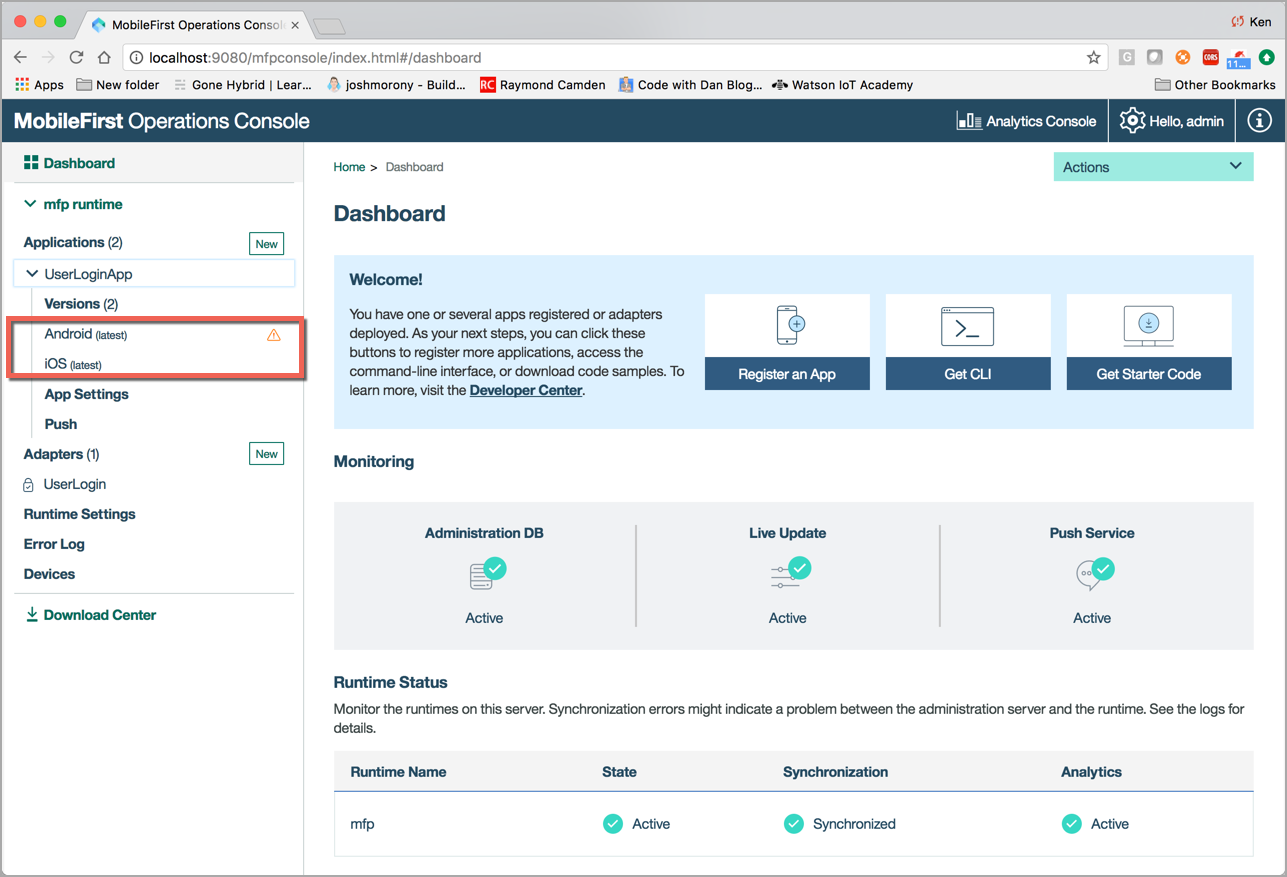 MobileFirst Operations Consol
Ken
localhost:9080/mfpconsole/index.html#/dashboard
G
CORS
11...
Apps
New folder
Gone Hybrid | Lear...
joshmorony - Build...
RC Raymond Camden
Code with Dan Blog...
Watson IoT Academy
Other Bookmarks
MobileFirst Operations Console
Analytics Console
Hello, admin
Dashboard
mfp runtime
Applications (2)
New
UserLoginApp
Versions (2)
Android (latest)
iOS (latest)
App Settings
Push
Adapters (1)
New
UserLogin
Runtime Settings
Error Log
Devices
Download Center
Home > Dashboard
Actions
Dashboard
Welcome!
You have one or several apps registered or adapters
deployed. As your next steps, you can click these
buttons to register more applications, access the
command-line interface, or download code samples. To
learn more, visit the Developer Center.
Register an App
Get CLI
Get Starter Code
Monitoring
Administration DB
Active
Live Update
Active
Push Service
Active
Runtime Status
Monitor the runtimes on this server. Synchronization errors might indicate a problem between the administration server and the runtime. See the logs for
details.
Runtime Name State Synchronization Analytics
mfp Active Synchronized Active